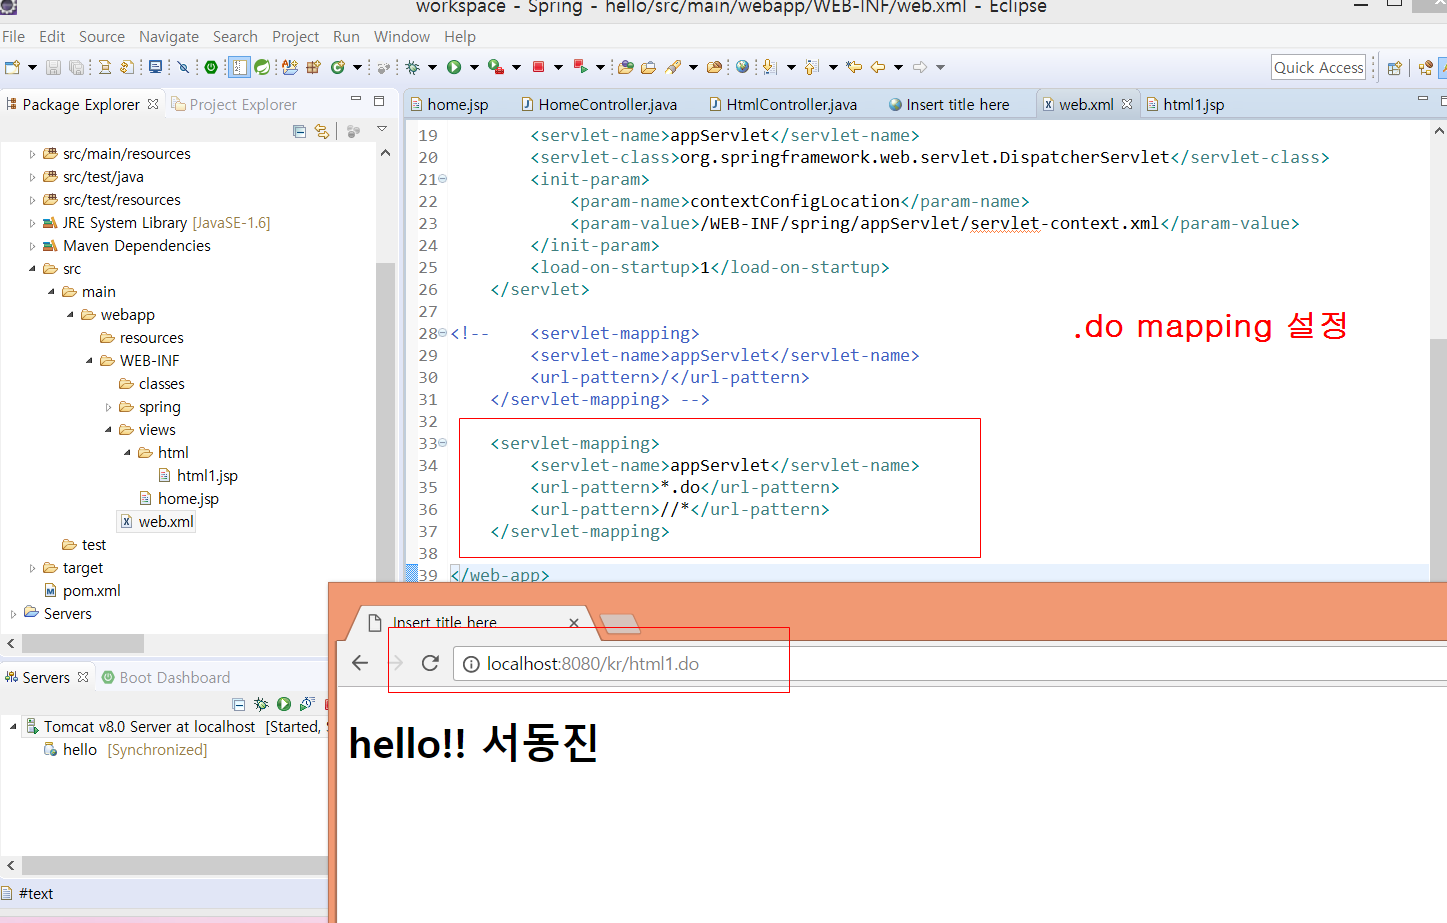 workspace - Spring - hello/src/main/webapp/WEB-INF/web.xml - Eclipse
File Edit Source Navigate Search Project Run Window Help
Quick Access
Package Explorer
Project Explorer
src/main/resources
src/test/java
src/test/resources
JRE System Library [JavaSE-1.6]
Maven Dependencies
src
main
webapp
resources
WEB-INF
classes
spring
views
html
html1.jsp
home.jsp
web.xml
test
target
pom.xml
Servers
home.jsp
HomeController.java
HtmlController.java
Insert title here
web.xml
html1.jsp
19 <servlet-name>appServlet</servlet-name>
20 <servlet-class>org.springframework.web.servlet.DispatcherServlet</servlet-class>
21 <init-param>
22 <param-name>contextConfigLocation</param-name>
23 <param-value>/WEB-INF/spring/appServlet/servlet-context.xml</param-value>
24 </init-param>
25 <load-on-startup>1</load-on-startup>
26 </servlet>
27
28 <!-- <servlet-mapping>
29 <servlet-name>appServlet</servlet-name>
30 <url-pattern>/</url-pattern>
31 </servlet-mapping> -->
32
33 <servlet-mapping>
34 <servlet-name>appServlet</servlet-name>
35 <url-pattern>*.do</url-pattern>
36 <url-pattern>//*</url-pattern>
37 </servlet-mapping>
38
39 </web-app>
.do mapping 설정
Servers
Boot Dashboard
Tomcat v8.0 Server at localhost [Started, S
hello [Synchronized]
#text
Insert title here
localhost:8080/kr/html1.do
hello!! 서동진